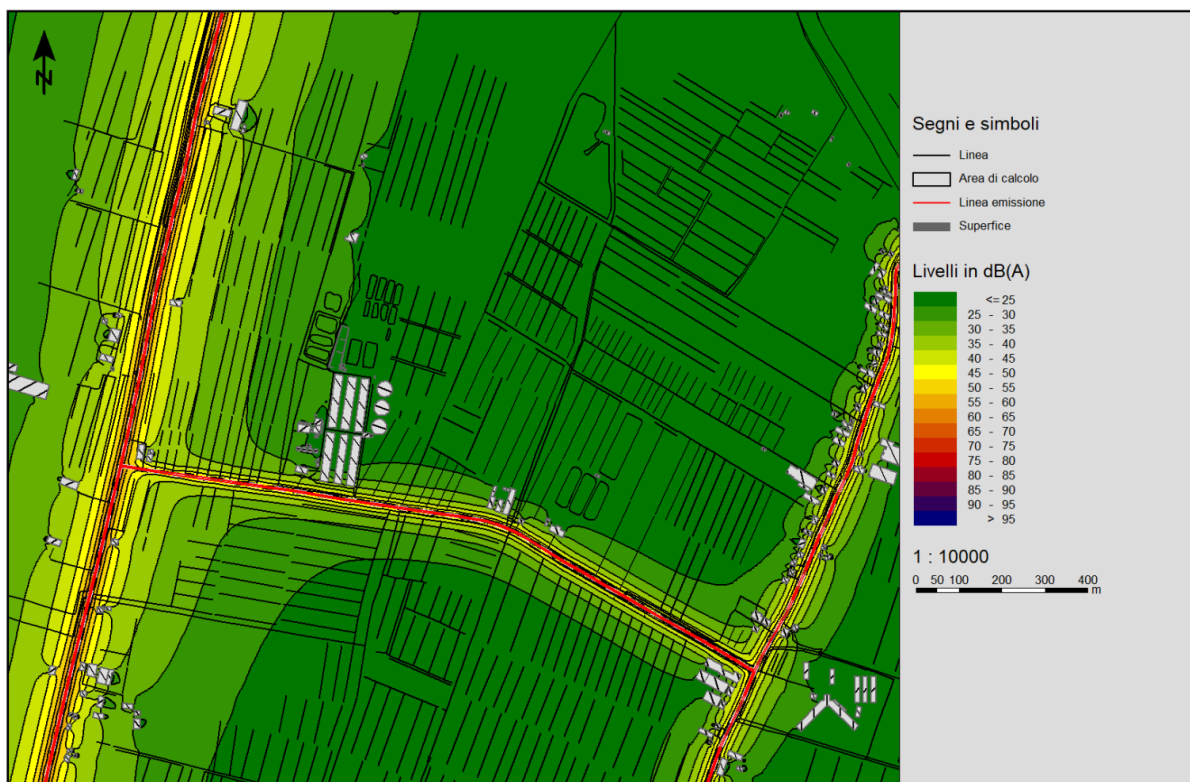 N
Segni e simboli
Linea
Area di calcolo
Linea emissione
Superfice
Livelli in dB(A)
<= 25
25 - 30
30 - 35
35 - 40
40 - 45
45 - 50
50 - 55
55 - 60
60 - 65
65 - 70
70 - 75
75 - 80
80 - 85
85 - 90
90 - 95
> 95
1 : 10000
0 50 100 200 300 400
m